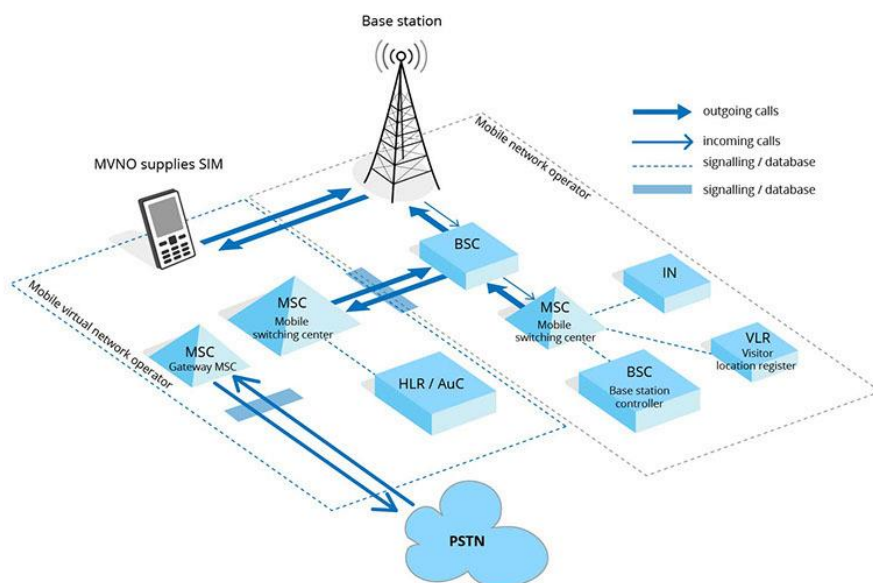 Base station
outgoing calls
incoming calls
signalling / database
signalling / database
Mobile network operator
MVNO supplies SIM
BSC
IN
MSC
Mobile
switching center
MSC
Mobile
switching center
VLR
Visitor
location register
MSC
Gateway MSC
HLR / AuC
BSC
Base station
controller
Mobile virtual network operator
PSTN